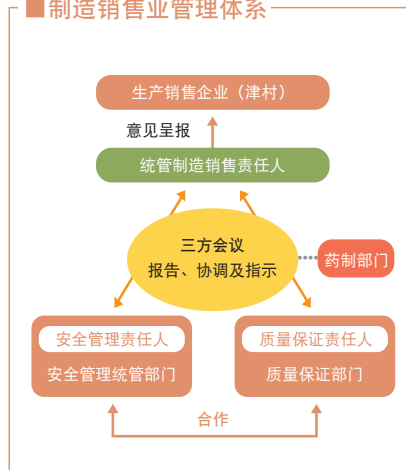 ■制造销售业管理体系
生产销售企业（津村）
意见呈报
统管制造销售责任人
三方会议
报告、协调及指示
药制部门
安全管理责任人
安全管理统管部门
质量保证责任人
质量保证部门
合作